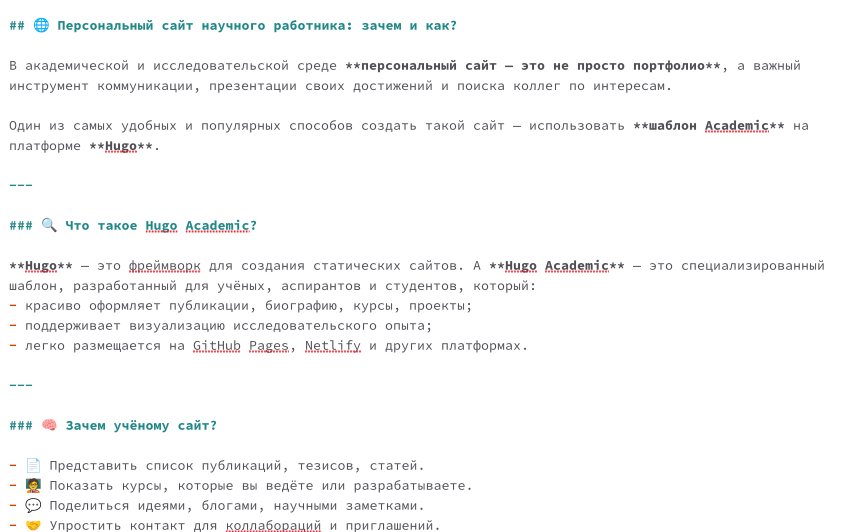 ## 🌐 Персональный сайт научного работника: зачем и как?
В академической и исследовательской среде **персональный сайт — это не просто портфолио**, а важный
инструмент коммуникации, презентации своих достижений и поиска коллег по интересам.
Один из самых удобных и популярных способов создать такой сайт — использовать **шаблон Academic** на
платформе **Hugo**.
---
### 🔍 Что такое Hugo Academic?
**Hugo** — это фреймворк для создания статических сайтов. А **Hugo Academic** — это специализированный
шаблон, разработанный для учёных, аспирантов и студентов, который:
- красиво оформляет публикации, биографию, курсы, проекты;
- поддерживает визуализацию исследовательского опыта;
- легко размещается на GitHub Pages, Netlify и других платформах.
---
### 🧠 Зачем учёному сайт?
- 📄 Представить список публикаций, тезисов, статей.
- 🧑‍🏫 Показать курсы, которые вы ведёте или разрабатываете.
- 💬 Поделиться идеями, блогами, научными заметками.
- 🤝 Упростить контакт для коллабораций и приглашений.